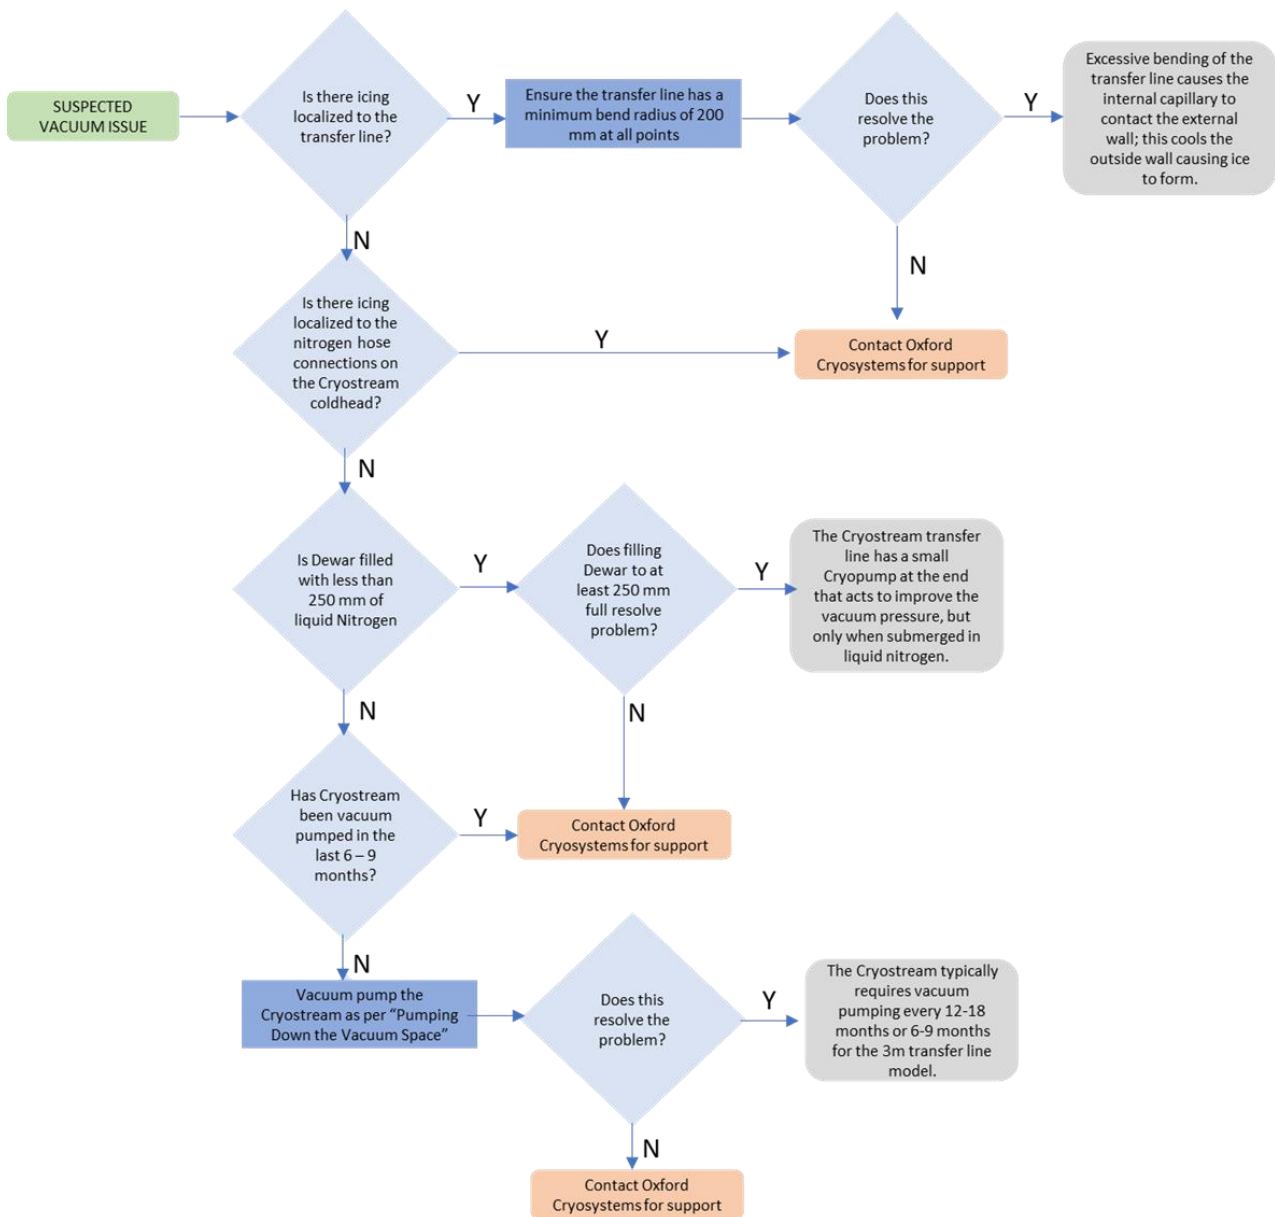 SUSPECTED
VACUUM ISSUE
Is there icing
localized to the
transfer line?
Y
Ensure the transfer line has a
minimum bend radius of 200
mm at all points
Does this
resolve the
problem?
Y
Excessive bending of the
transfer line causes the
internal capillary to
contact the external
wall; this cools the
outside wall causing ice
to form.
N
N
Is there icing
localized to the
nitrogen hose
connections on
the Cryostream
coldhead?
Y
Contact Oxford
Cryosystems for support
N
Is Dewar filled
with less than
250 mm of
liquid Nitrogen
Y
Does filling
Dewar to at
least 250 mm
full resolve
problem?
Y
The Cryostream transfer
line has a small
Cryopump at the end
that acts to improve the
vacuum pressure, but
only when submerged in
liquid nitrogen.
N
N
Has Cryostream
been vacuum
pumped in the
last 6 – 9
months?
Y
Contact Oxford
Cryosystems for support
N
Vacuum pump the
Cryostream as per “Pumping
Down the Vacuum Space”
Does this
resolve the
problem?
Y
The Cryostream typically
requires vacuum
pumping every 12-18
months or 6-9 months
for the 3m transfer line
model.
N
Contact Oxford
Cryosystems for support